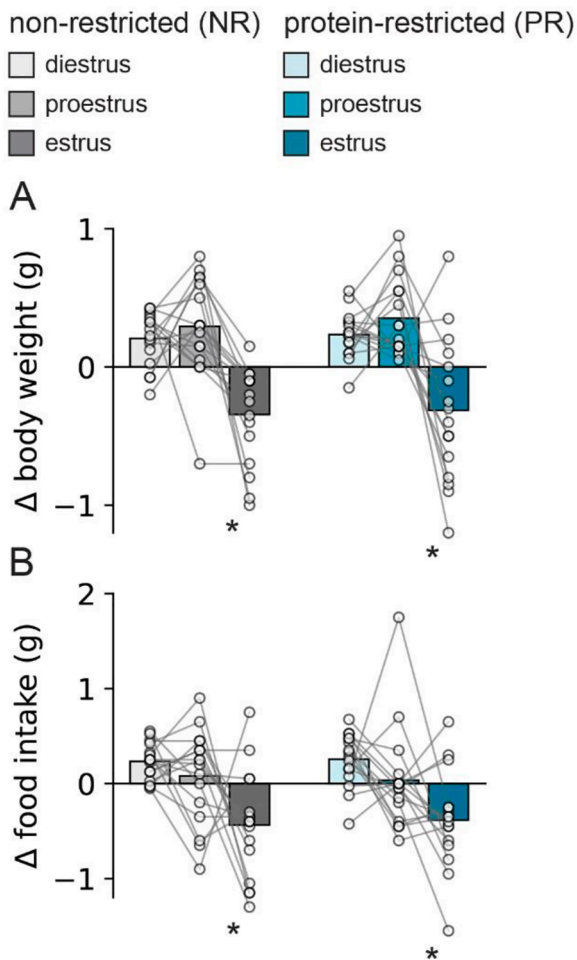 non-restricted (NR)
diestrus
proestrus
estrus
protein-restricted (PR)
diestrus
proestrus
estrus
A
Δ body weight (g)
1
0
−1
*
*
B
Δ food intake (g)
2
1
0
−1
*
*